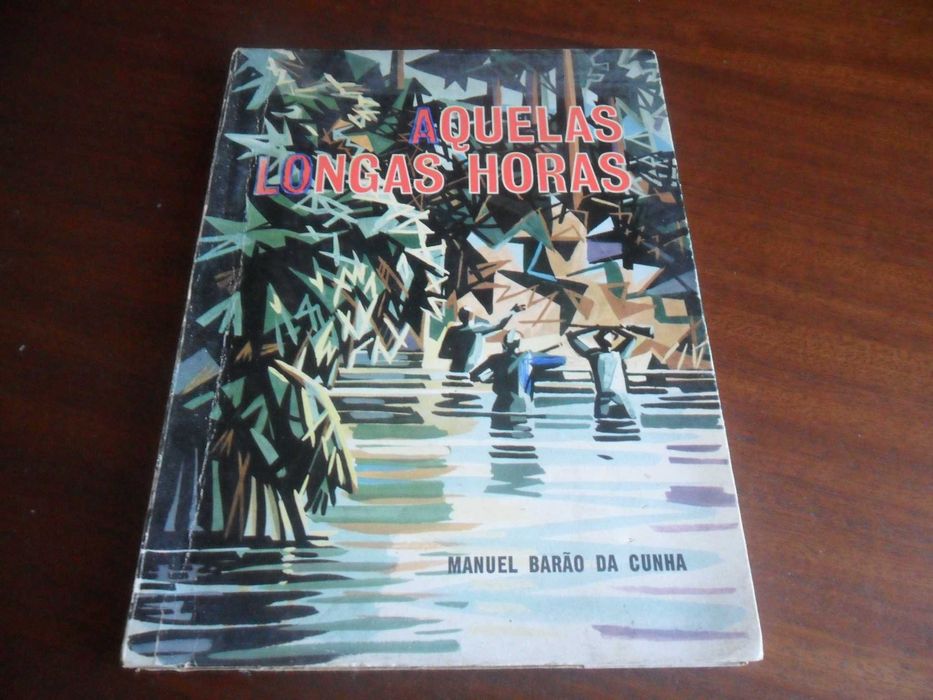 AQUELAS
LONGAS HORAS
MANUEL BARÃO DA CUNHA